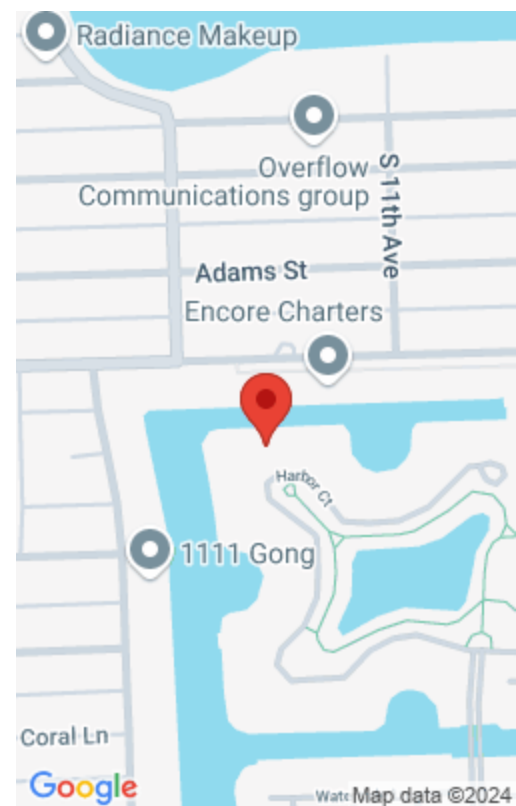 Radiance Makeup
Overflow
Communications group
S 11th Ave
Adams St
Encore Charters
Harbor Ct
1111 Gong
Coral Ln
Google
Map data ©2024